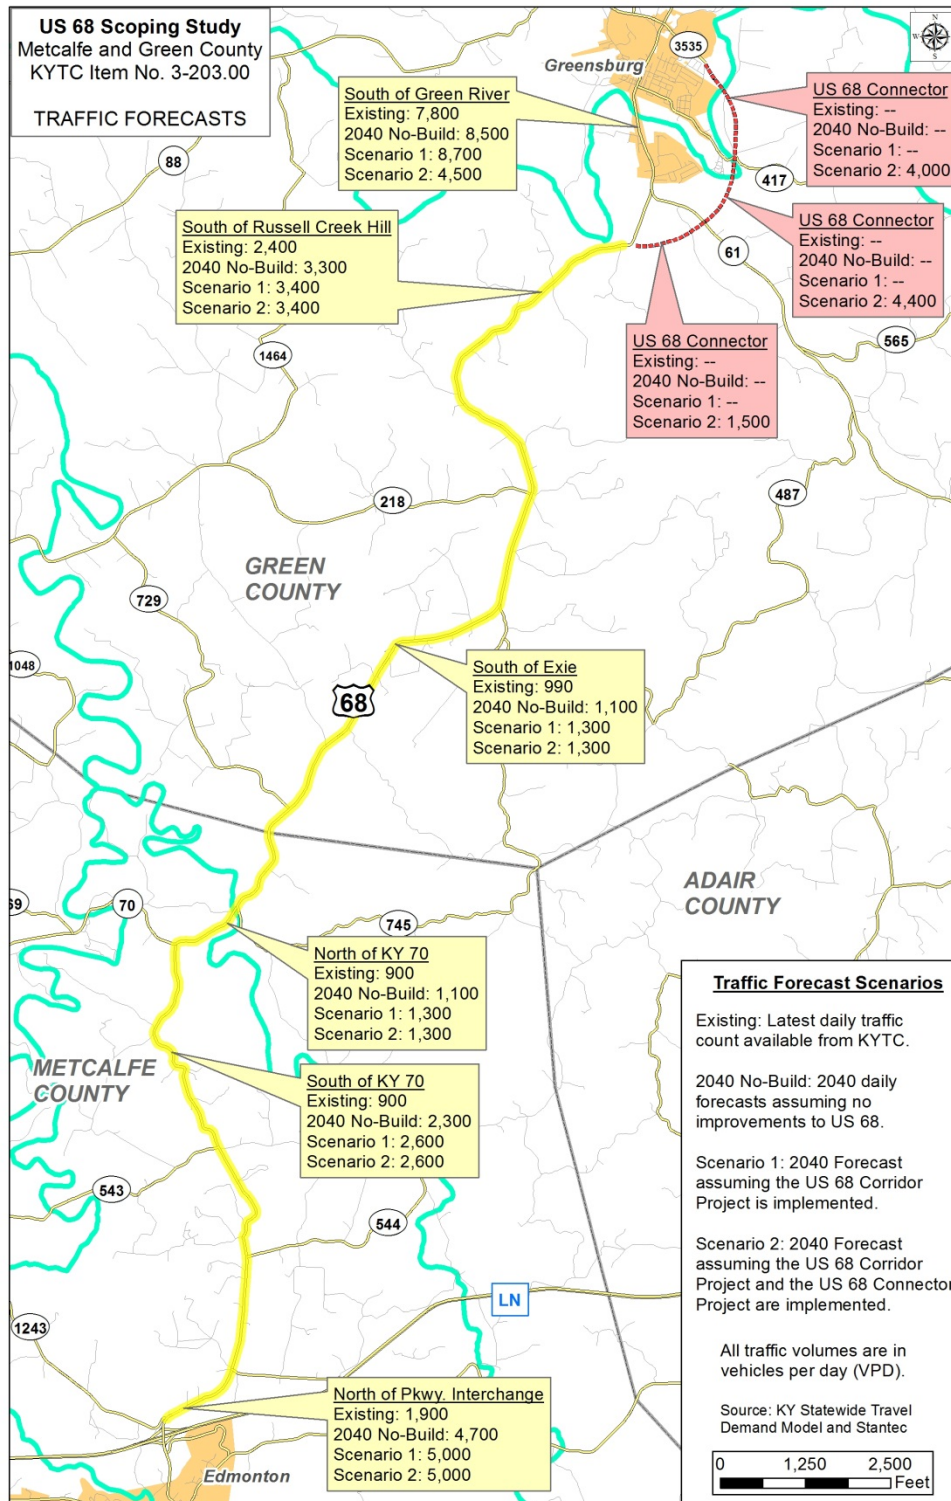 US 68 Scoping Study
Metcalfe and Green County
KYTC Item No. 3-203.00
TRAFFIC FORECASTS
3535
N
W
E
S
Greensburg
South of Green River
Existing: 7,800
2040 No-Build: 8,500
Scenario 1: 8,700
Scenario 2: 4,500
US 68 Connector
Existing: --
2040 No-Build: --
Scenario 1: --
Scenario 2: 4,000
88
417
South of Russell Creek Hill
Existing: 2,400
2040 No-Build: 3,300
Scenario 1: 3,400
Scenario 2: 3,400
US 68 Connector
Existing: --
2040 No-Build: --
Scenario 1: --
Scenario 2: 4,400
61
US 68 Connector
Existing: --
2040 No-Build: --
Scenario 1: --
Scenario 2: 1,500
565
1464
218
487
GREEN
COUNTY
729
1048
68
South of Exie
Existing: 990
2040 No-Build: 1,100
Scenario 1: 1,300
Scenario 2: 1,300
ADAIR
COUNTY
69
70
745
North of KY 70
Existing: 900
2040 No-Build: 1,100
Scenario 1: 1,300
Scenario 2: 1,300
METCALFE
COUNTY
South of KY 70
Existing: 900
2040 No-Build: 2,300
Scenario 1: 2,600
Scenario 2: 2,600
543
544
LN
1243
North of Pkwy. Interchange
Existing: 1,900
2040 No-Build: 4,700
Scenario 1: 5,000
Scenario 2: 5,000
Edmonton
Traffic Forecast Scenarios
Existing: Latest daily traffic
count available from KYTC.
2040 No-Build: 2040 daily
forecasts assuming no
improvements to US 68.
Scenario 1: 2040 Forecast
assuming the US 68 Corridor
Project is implemented.
Scenario 2: 2040 Forecast
assuming the US 68 Corridor
Project and the US 68 Connector
Project are implemented.
All traffic volumes are in
vehicles per day (VPD).
Source: KY Statewide Travel
Demand Model and Stantec
0 1,250 2,500
Feet